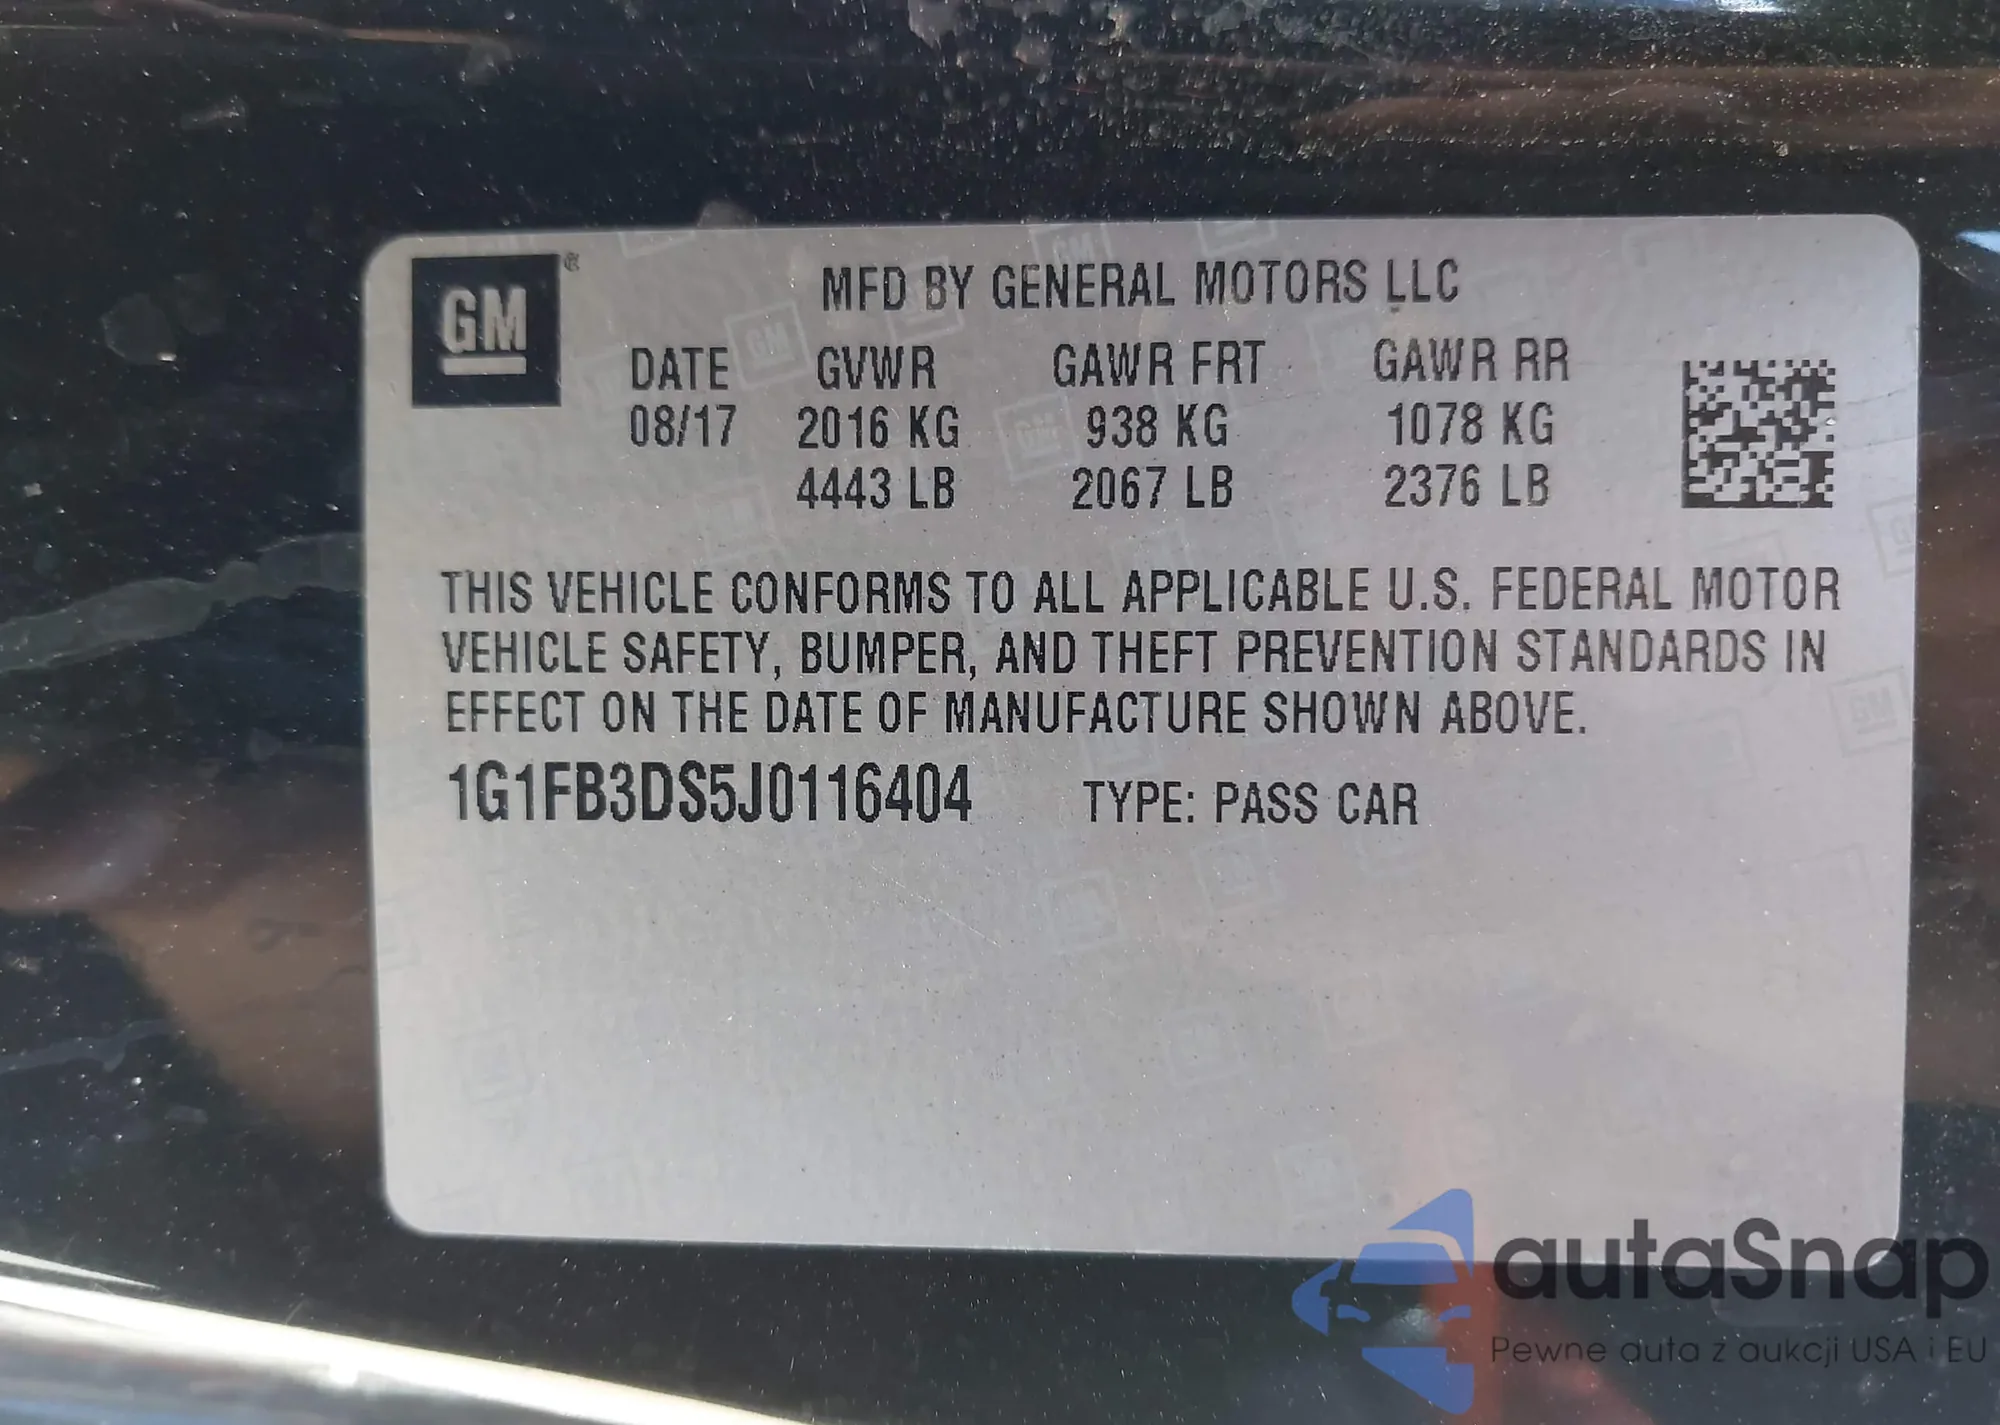 GM
MFD BY GENERAL MOTORS LLC
DATE GVWR GAWR FRT GAWR RR
08/17 2016 KG 938 KG 1078 KG
4443 LB 2067 LB 2376 LB
THIS VEHICLE CONFORMS TO ALL APPLICABLE U.S. FEDERAL MOTOR
VEHICLE SAFETY, BUMPER, AND THEFT PREVENTION STANDARDS IN
EFFECT ON THE DATE OF MANUFACTURE SHOWN ABOVE.
1G1FB3DS5J0116404 TYPE: PASS CAR
autaSnap
Pewne auta z aukcji USA i EU